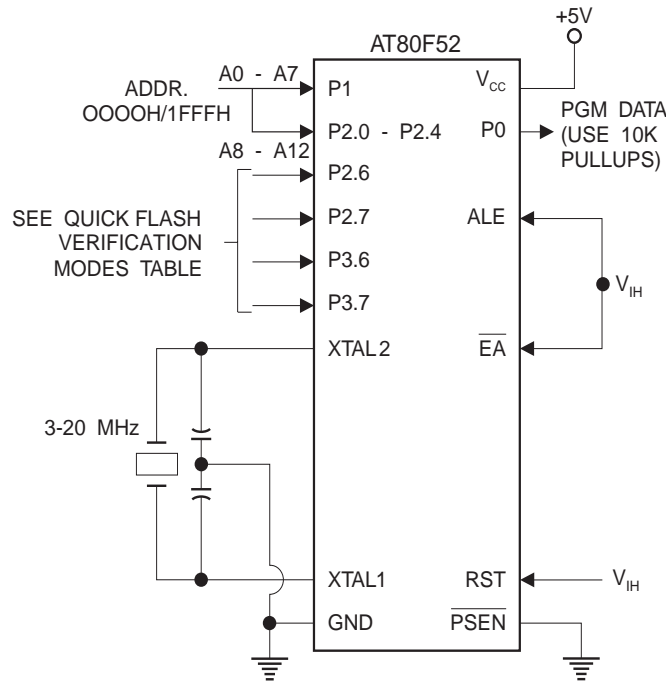 +5V
AT80F52
A0 - A7
ADDR.
OOOOH/1FFFH
P1
VCC
P2.0 - P2.4
P0
PGM DATA
(USE 10K
PULLUPS)
A8 - A12
P2.6
SEE QUICK FLASH
VERIFICATION
MODES TABLE
P2.7
ALE
P3.6
VIH
P3.7
XTAL2
EA
3-20 MHz
XTAL1
RST
VIH
GND
PSEN